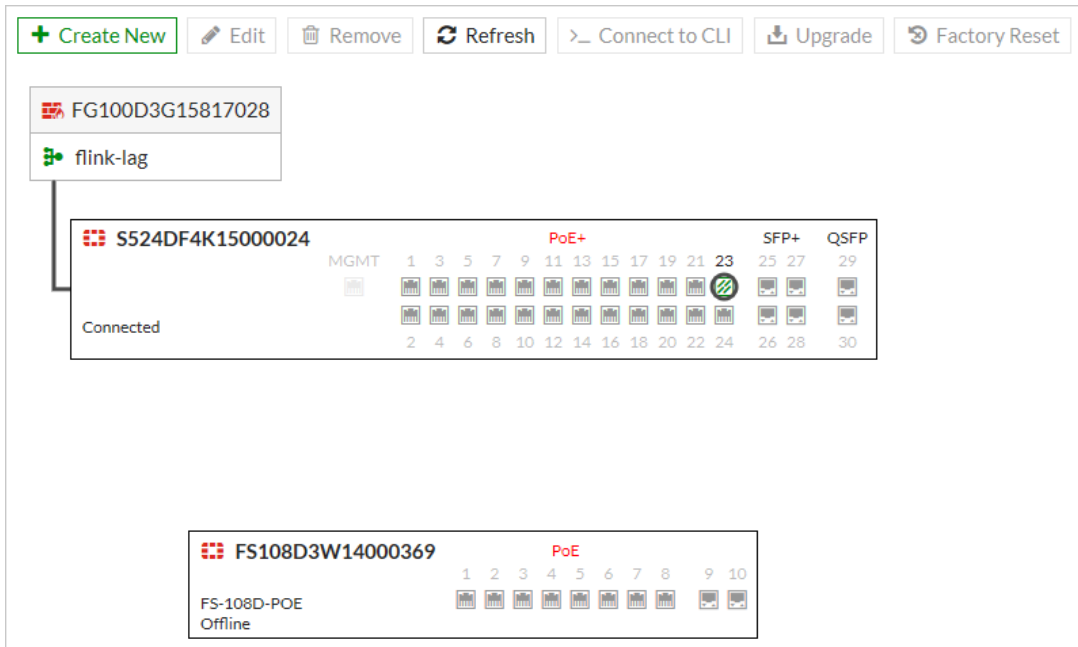 Create New Edit Remove Refresh >_ Connect to CLI Upgrade Factory Reset
FG100D3G15817028
flink-lag
S524DF4K15000024 PoE+ SFP+ QSFP
MGMT 1 3 5 7 9 11 13 15 17 19 21 23 25 27 29
Connected
2 4 6 8 10 12 14 16 18 20 22 24 26 28 30
FS108D3W14000369 PoE
1 2 3 4 5 6 7 8 9 10
FS-108D-POE
Offline